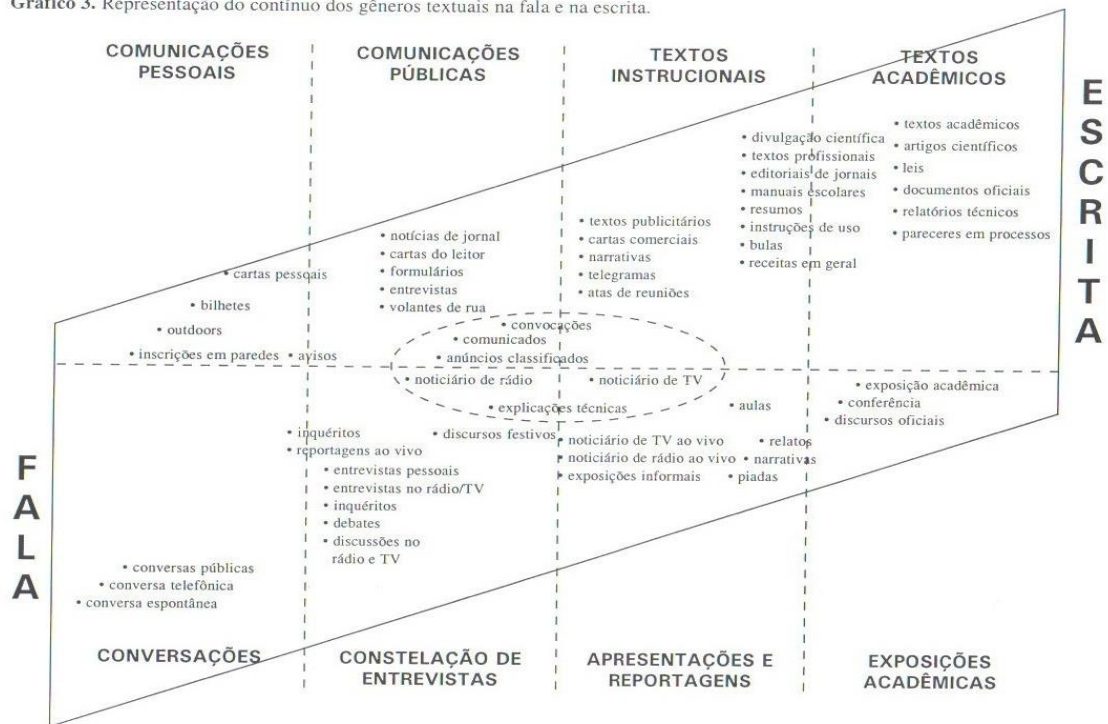 Gráfico 3. Representação do contínuo dos gêneros textuais na fala e na escrita.
COMUNICAÇÕES
PESSOAIS
COMUNICAÇÕES
PÚBLICAS
TEXTOS
INSTRUCIONAIS
TEXTOS
ACADÊMICOS
ESCRITA
• cartas pessoais
• bilhetes
• outdoors
• inscrições em paredes
• avisos
• notícias de jornal
• cartas do leitor
• formulários
• entrevistas
• volantes de rua
• convocações
• comunicados
• anúncios classificados
• textos publicitários
• cartas comerciais
• narrativas
• telegramas
• atas de reuniões
• divulgação científica
• textos profissionais
• editoriais de jornais
• manuais escolares
• resumos
• instruções de uso
• bulas
• receitas em geral
• textos acadêmicos
• artigos científicos
• leis
• documentos oficiais
• relatórios técnicos
• pareceres em processos
• noticiário de rádio
• noticiário de TV
• explicações técnicas
FALA
• conversas públicas
• conversa telefônica
• conversa espontânea
• inquéritos
• reportagens ao vivo
• entrevistas pessoais
• entrevistas no rádio/TV
• inquéritos
• debates
• discussões no
rádio e TV
• discursos festivos
• noticiário de TV ao vivo
• noticiário de rádio ao vivo
• exposições informais
• aulas
• relatos
• narrativas
• piadas
• exposição acadêmica
• conferência
• discursos oficiais
CONVERSAÇÕES
CONSTELAÇÃO DE
ENTREVISTAS
APRESENTAÇÕES E
REPORTAGENS
EXPOSIÇÕES
ACADÊMICAS